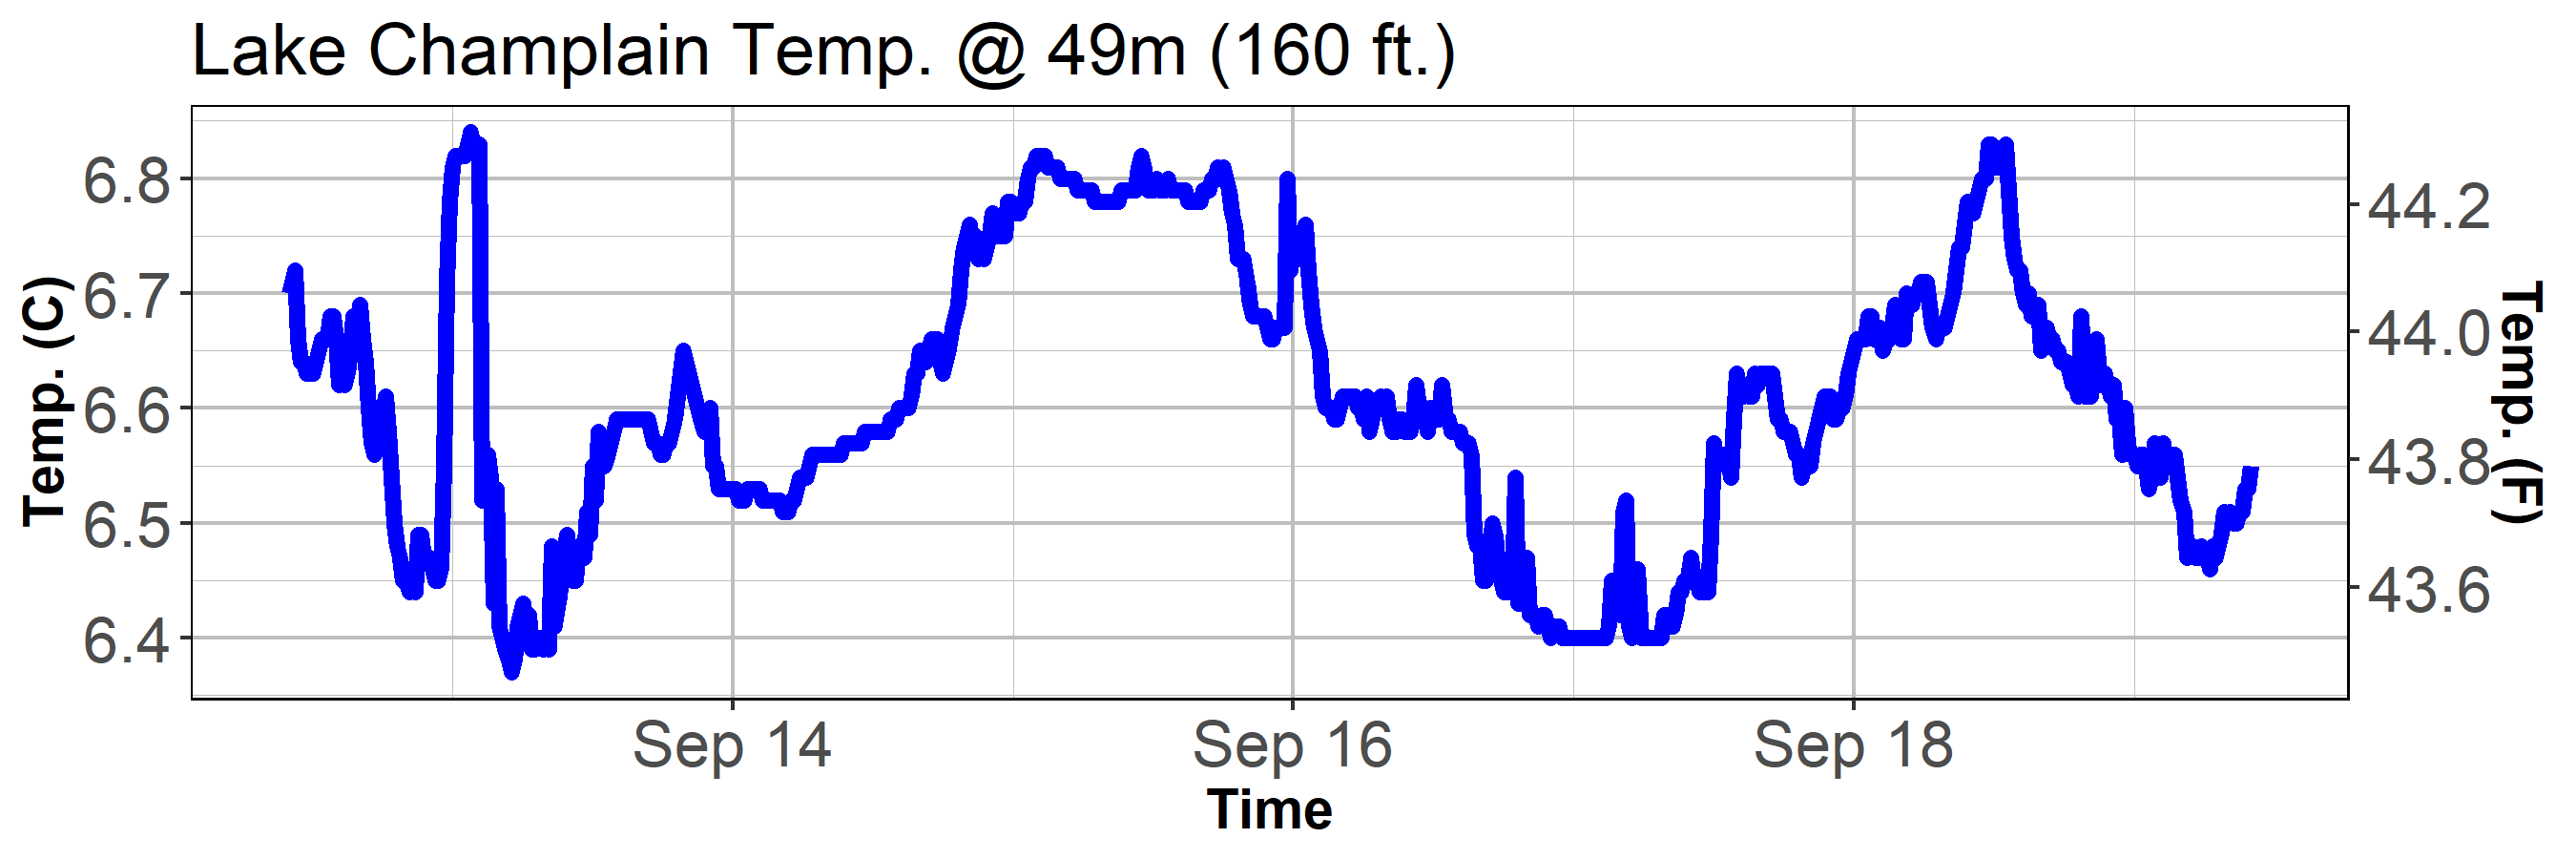 Lake Champlain Temp. @ 49m (160 ft.)
6.8
6.7
6.6
6.5
6.4
Temp. (C)
44.2
44.0
43.8
43.6
Temp. (F)
Sep 14 Sep 16 Sep 18
Time